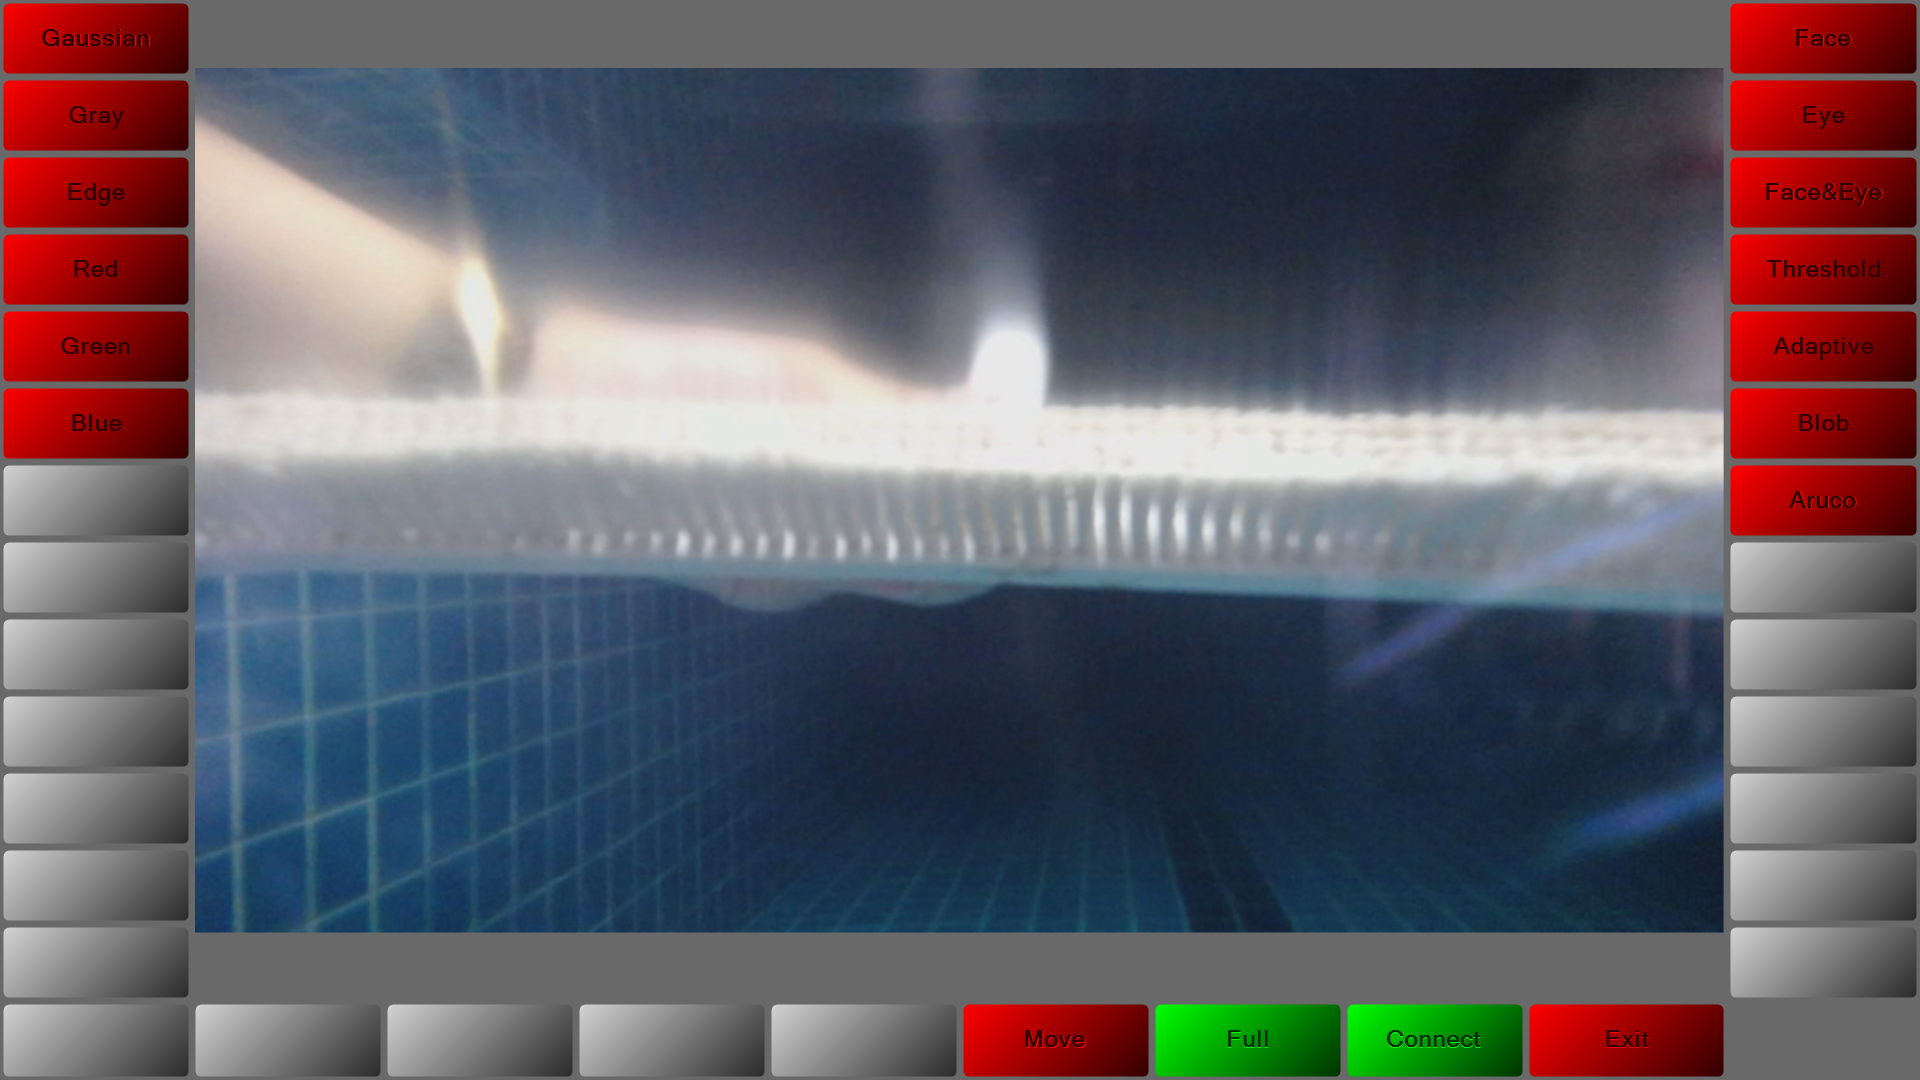 Gaussian
Gray
Edge
Red
Green
Blue
Face
Eye
Face&Eye
Threshold
Adaptive
Blob
Aruco
Move
Full
Connect
Exit